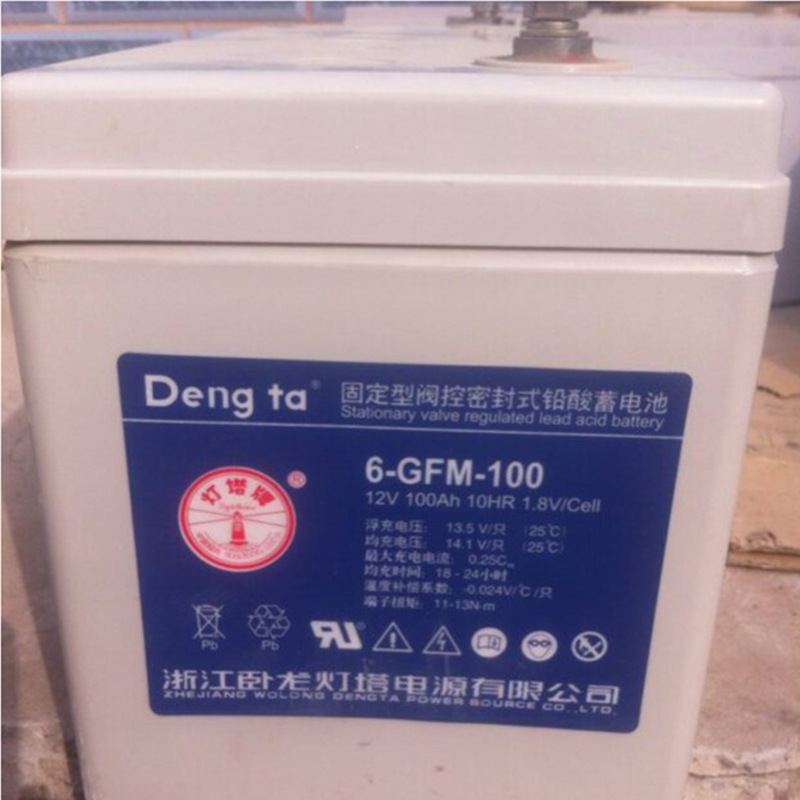 Deng ta®
固定型阀控密封式铅酸蓄电池
Stationary valve regulated lead acid battery
6-GFM-100
12V 100Ah 10HR 1.8V/Cell
灯塔牌
®
浮充电压: 13.5 V/只 (25℃)
均充电压: 14.1 V/只 (25℃)
最大充电电流: 0.25C₁₀
均充时间: 18 - 24小时
温度补偿系数: -0.024V/℃/只
端子扭矩: 11-13N·m
Pb
Pb
浙江卧龙灯塔电源有限公司
ZHEJIANG WOLONG DENGTA POWER SOURCE CO.,LTD.